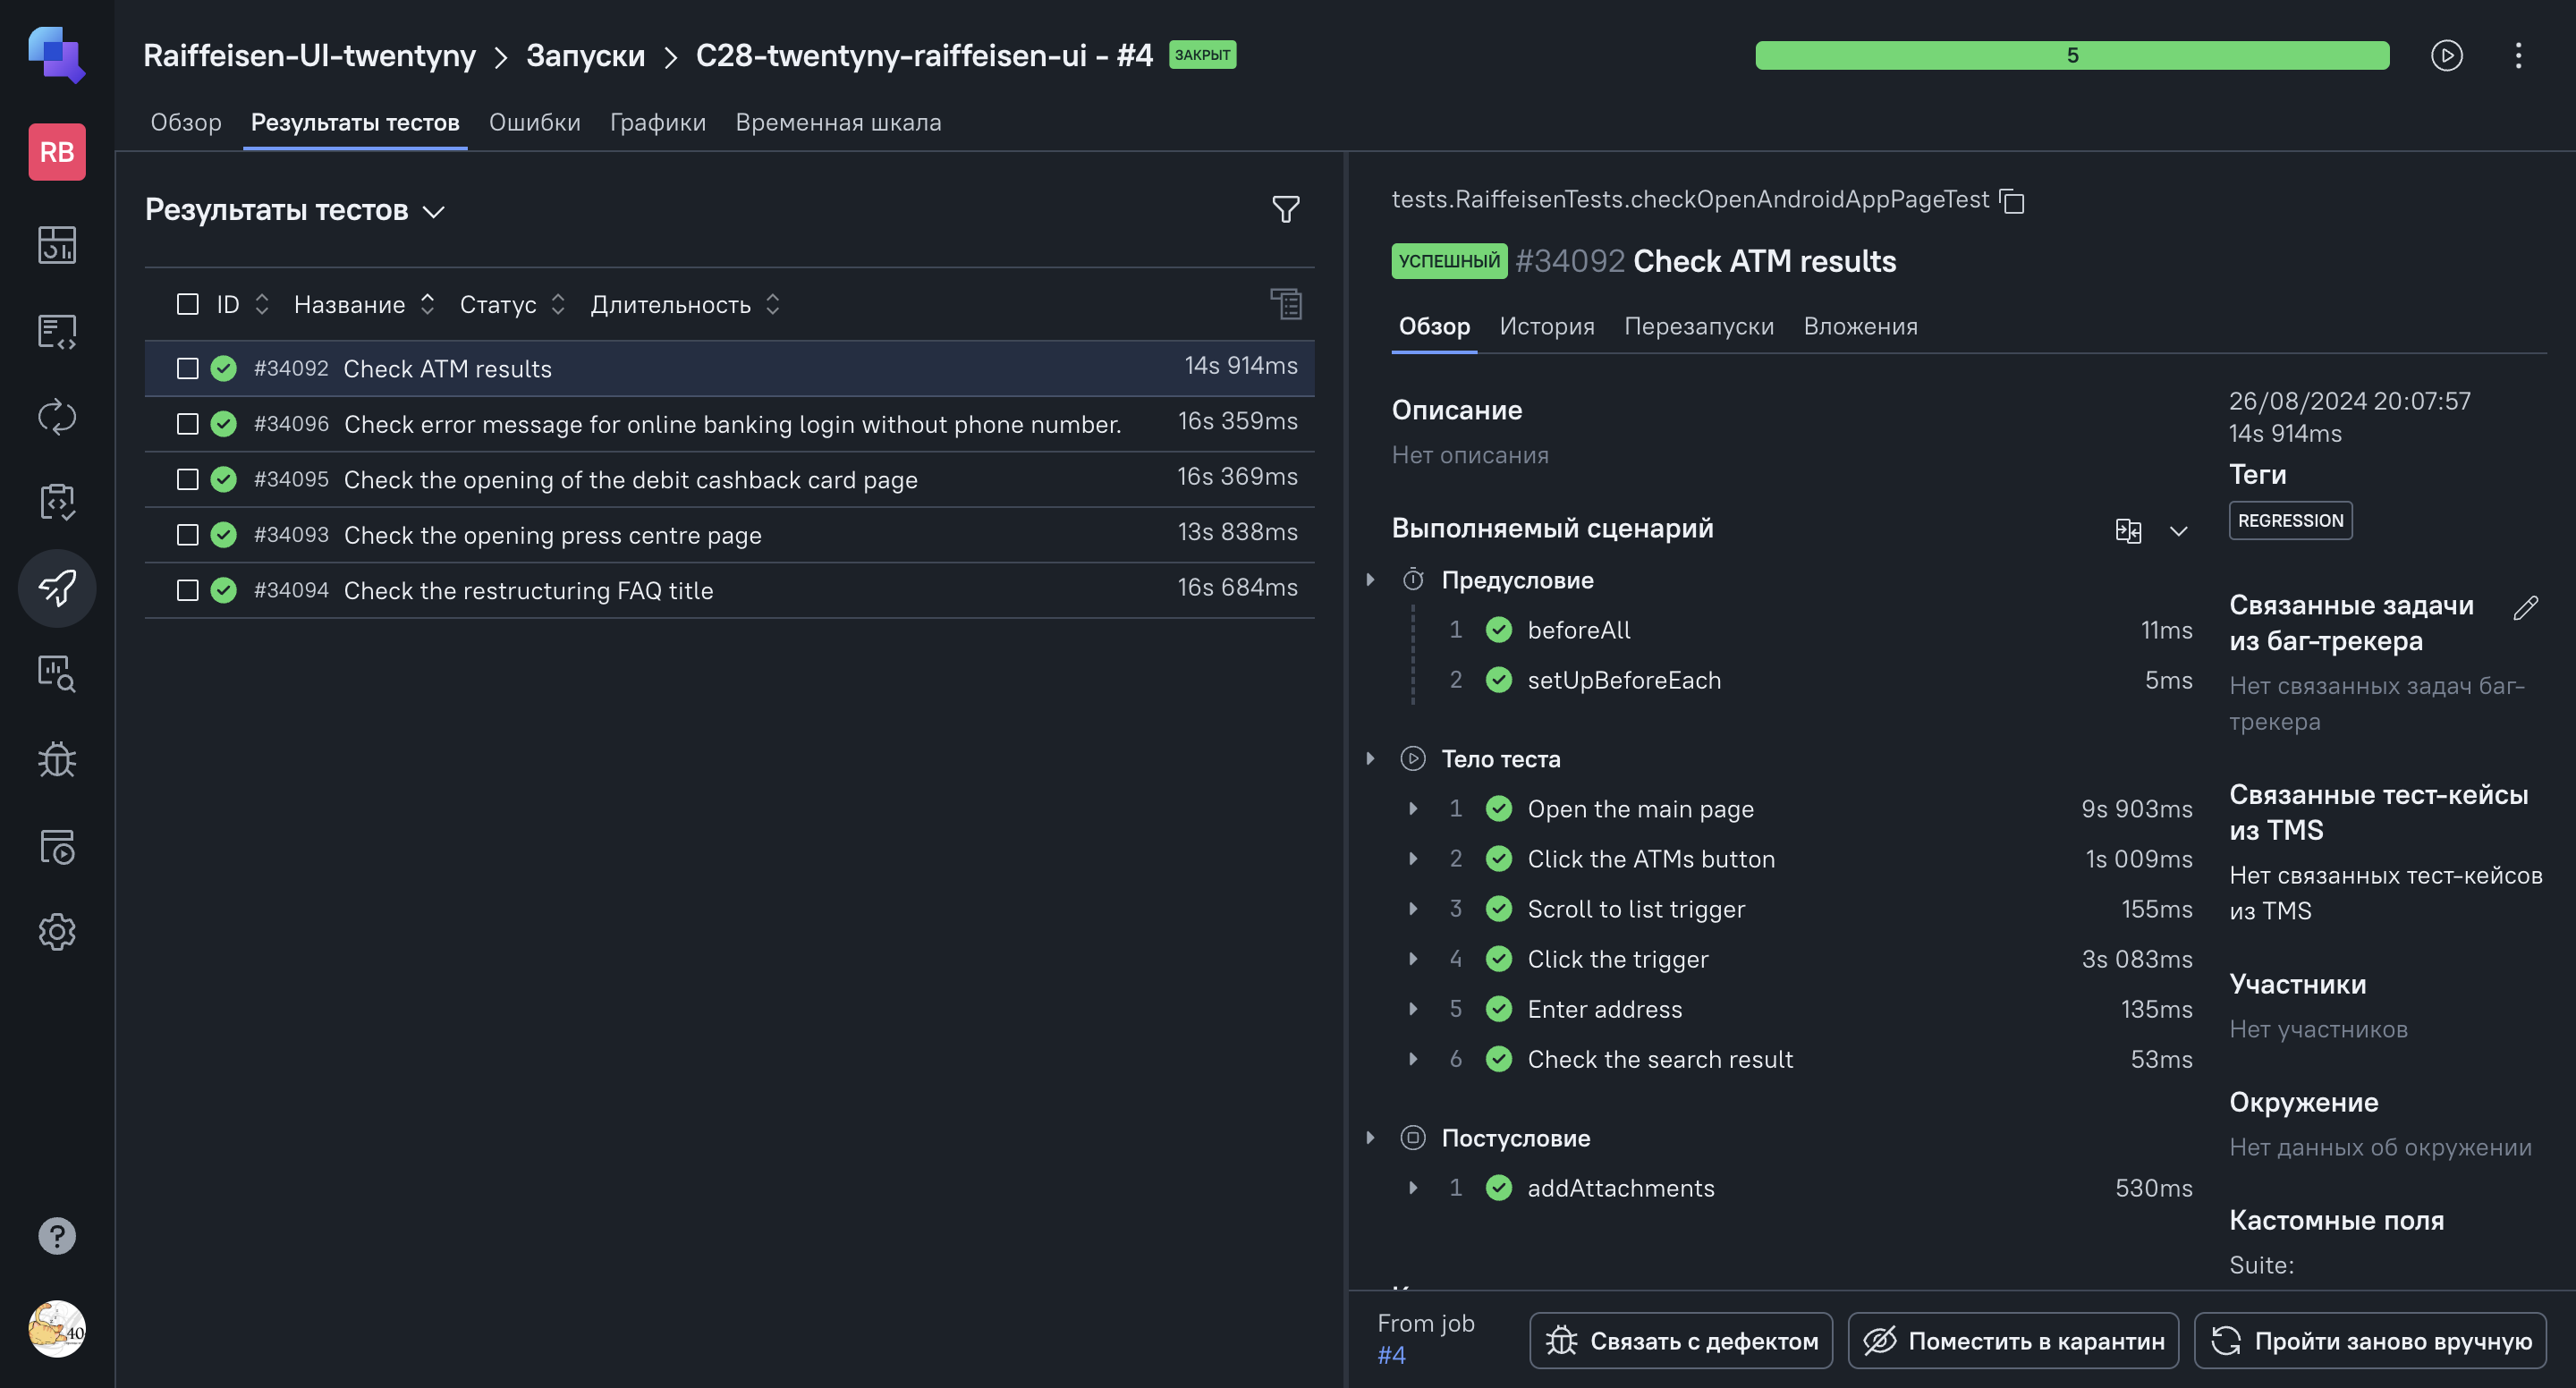 Raiffeisen-UI-twentyny > Запуски > C28-twentyny-raiffeisen-ui - #4 ЗАКРЫТ
5
RB
Обзор Результаты тестов Ошибки Графики Временная шкала
Результаты тестов
ID Название Статус Длительность
#34092 Check ATM results 14s 914ms
#34096 Check error message for online banking login without phone number. 16s 359ms
#34095 Check the opening of the debit cashback card page 16s 369ms
#34093 Check the opening press centre page 13s 838ms
#34094 Check the restructuring FAQ title 16s 684ms
tests.RaiffeisenTests.checkOpenAndroidAppPageTest
УСПЕШНЫЙ #34092 Check ATM results
Обзор История Перезапуски Вложения
Описание
Нет описания
Выполняемый сценарий
Предусловие
1 beforeAll 11ms
2 setUpBeforeEach 5ms
Тело теста
1 Open the main page 9s 903ms
2 Click the ATMs button 1s 009ms
3 Scroll to list trigger 155ms
4 Click the trigger 3s 083ms
5 Enter address 135ms
6 Check the search result 53ms
Постусловие
1 addAttachments 530ms
26/08/2024 20:07:57
14s 914ms
Теги
REGRESSION
Связанные задачи
из баг-трекера
Нет связанных задач баг-
трекера
Связанные тест-кейсы
из TMS
Нет связанных тест-кейсов
из TMS
Участники
Нет участников
Окружение
Нет данных об окружении
Кастомные поля
Suite:
From job
#4
Связать с дефектом
Поместить в карантин
Пройти заново вручную
?
40